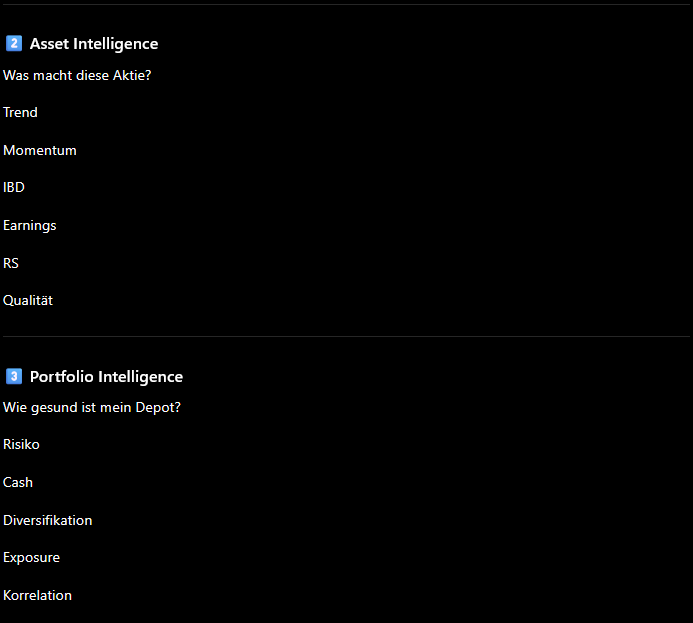 2️⃣ Asset Intelligence
Was macht diese Aktie?
Trend
Momentum
IBD
Earnings
RS
Qualität
3️⃣ Portfolio Intelligence
Wie gesund ist mein Depot?
Risiko
Cash
Diversifikation
Exposure
Korrelation